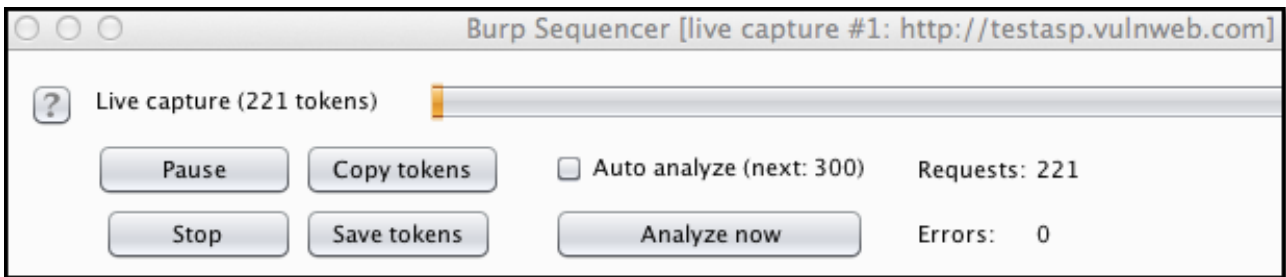 Burp Sequencer [live capture #1: http://testasp.vulnweb.com]
? Live capture (221 tokens)
Pause Copy tokens Auto analyze (next: 300) Requests: 221
Stop Save tokens Analyze now Errors: 0